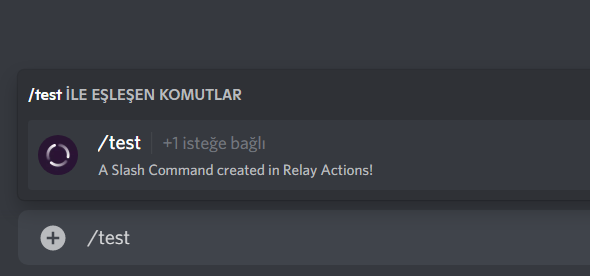 /test İLE EŞLEŞEN KOMUTLAR
/test +1 isteğe bağlı
A Slash Command created in Relay Actions!
/test